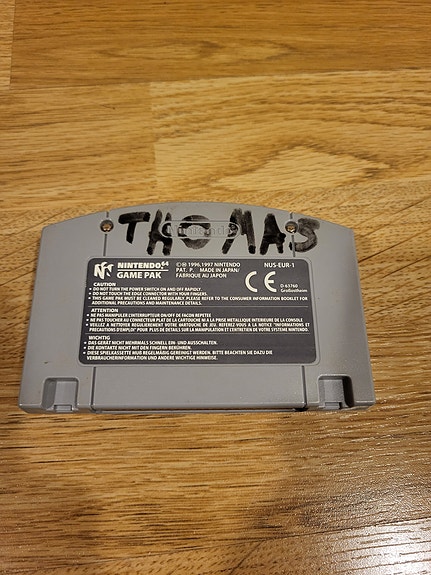 THOMAS
Nintendo
NINTENDO 64
GAME PAK
©℗ 1996,1997 NINTENDO
PAT. P. MADE IN JAPAN/
FABRIQUE AU JAPON
NUS-EUR-1
CE
D 63760
Großostheim
CAUTION
• DO NOT TURN THE POWER SWITCH ON AND OFF RAPIDLY.
• DO NOT TOUCH THE EDGE CONNECTOR WITH YOUR FINGERS.
• THIS GAME PAK MUST BE CLEANED REGULARLY. PLEASE REFER TO THE CONSUMER INFORMATION BOOKLET FOR
ADDITIONAL PRECAUTIONS AND MAINTENANCE DETAILS.
ATTENTION
• NE PAS MANIPULER L'INTERRUPTEUR ON/OFF DE FACON REPETEE
• NE PAS TOUCHER AU CONNECTEUR PLAT DE LA CARTOUCHE NI A LA PRISE METALLIQUE INTERIEURE DE LA CONSOLE
• VEUILLEZ A NETTOYER REGULIEREMENT VOTRE CARTOUCHE DE JEU. REFEREZ-VOUS A LA NOTICE "INFORMATIONS ET
PRECAUTIONS D'EMPLOI" POUR PLUS DE DETAILS SUR LA MANIPULATION ET L'ENTRETIEN DE VOTRE SYSTEME NINTENDO.
WICHTIG
• DAS GERÄT NICHT MEHRMALS SCHNELL EIN- UND AUSSCHALTEN.
• DIE KONTAKTE NICHT MIT DEN FINGERN BERÜHREN.
• DIESE SPIELKASSETTE MUß REGELMÄßIG GEREINIGT WERDEN. BITTE BEACHTEN SIE DAZU DIE
VERBRAUCHERINFORMATION UND ANDERE WICHTIGE HINWEISE.